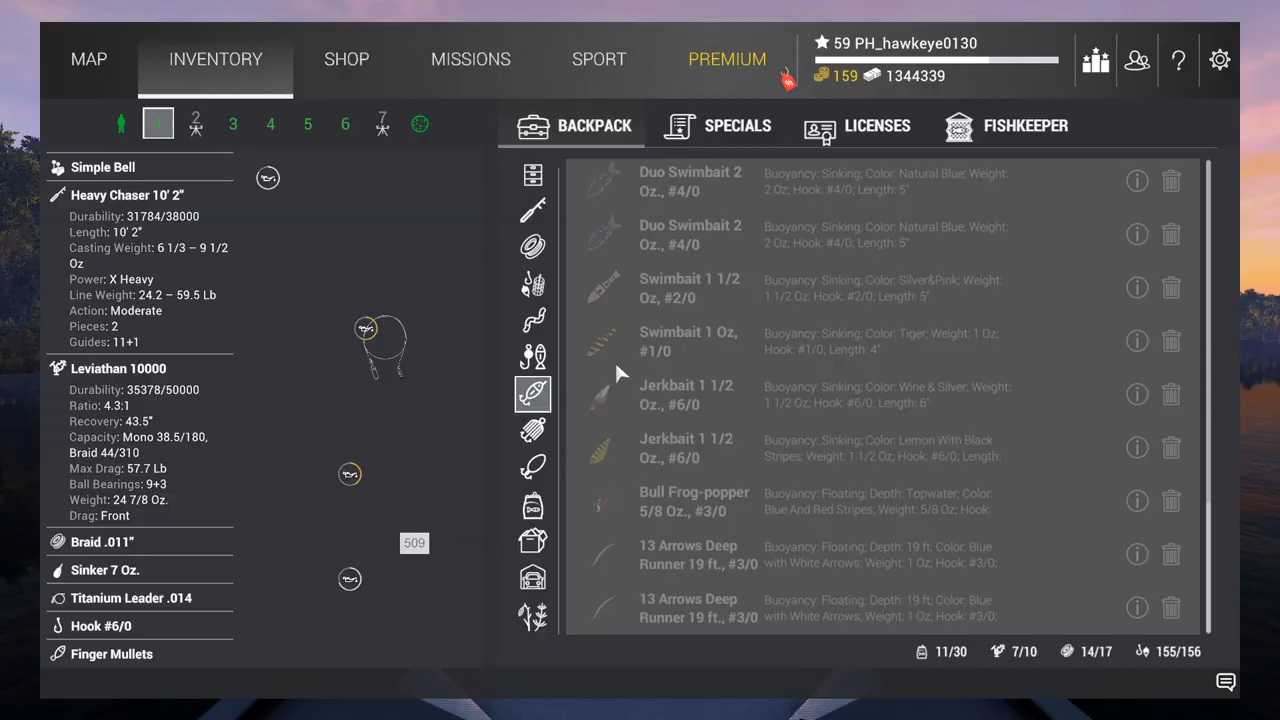 MAP
INVENTORY
SHOP
MISSIONS
SPORT
PREMIUM
59 PH_hawkeye0130
159 1344339
?
1
2
3
4
5
6
7
BACKPACK
SPECIALS
LICENSES
FISHKEEPER
Simple Bell
Heavy Chaser 10' 2"
Durability: 31784/38000
Length: 10' 2"
Casting Weight: 6 1/3 – 9 1/2
Oz
Power: X Heavy
Line Weight: 24.2 – 59.5 Lb
Action: Moderate
Pieces: 2
Guides: 11+1
Leviathan 10000
Durability: 35378/50000
Ratio: 4.3:1
Recovery: 43.5"
Capacity: Mono 38.5/180,
Braid 44/310
Max Drag: 57.7 Lb
Ball Bearings: 9+3
Weight: 24 7/8 Oz.
Drag: Front
Braid .011"
509
Sinker 7 Oz.
Titanium Leader .014
Hook #6/0
Finger Mullets
Duo Swimbait 2
Oz., #4/0
Buoyancy: Sinking; Color: Natural Blue; Weight:
2 Oz; Hook: #4/0; Length: 5"
Duo Swimbait 2
Oz., #4/0
Buoyancy: Sinking; Color: Natural Blue; Weight:
2 Oz; Hook: #4/0; Length: 5"
Swimbait 1 1/2
Oz, #2/0
Buoyancy: Sinking; Color: Silver&Pink; Weight:
1 1/2 Oz; Hook: #2/0; Length: 5"
Swimbait 1 Oz,
#1/0
Buoyancy: Sinking; Color: Tiger; Weight: 1 Oz;
Hook: #1/0; Length: 4"
Jerkbait 1 1/2
Oz., #6/0
Buoyancy: Sinking; Color: Wine & Silver; Weight:
1 1/2 Oz; Hook: #6/0; Length: 6"
Jerkbait 1 1/2
Oz., #6/0
Buoyancy: Sinking; Color: Lemon With Black
Stripes; Weight: 1 1/2 Oz; Hook: #6/0; Length:
Bull Frog-popper
5/8 Oz., #3/0
Buoyancy: Floating; Depth: Topwater; Color:
Blue And Red Stripes; Weight: 5/8 Oz; Hook:
13 Arrows Deep
Runner 19 ft., #3/0
Buoyancy: Floating; Depth: 19 ft; Color: Blue
with White Arrows; Weight: 1 Oz; Hook: #3/0;
13 Arrows Deep
Runner 19 ft., #3/0
Buoyancy: Floating; Depth: 19 ft; Color: Blue
with White Arrows; Weight: 1 Oz; Hook: #3/0;
11/30
7/10
14/17
155/156